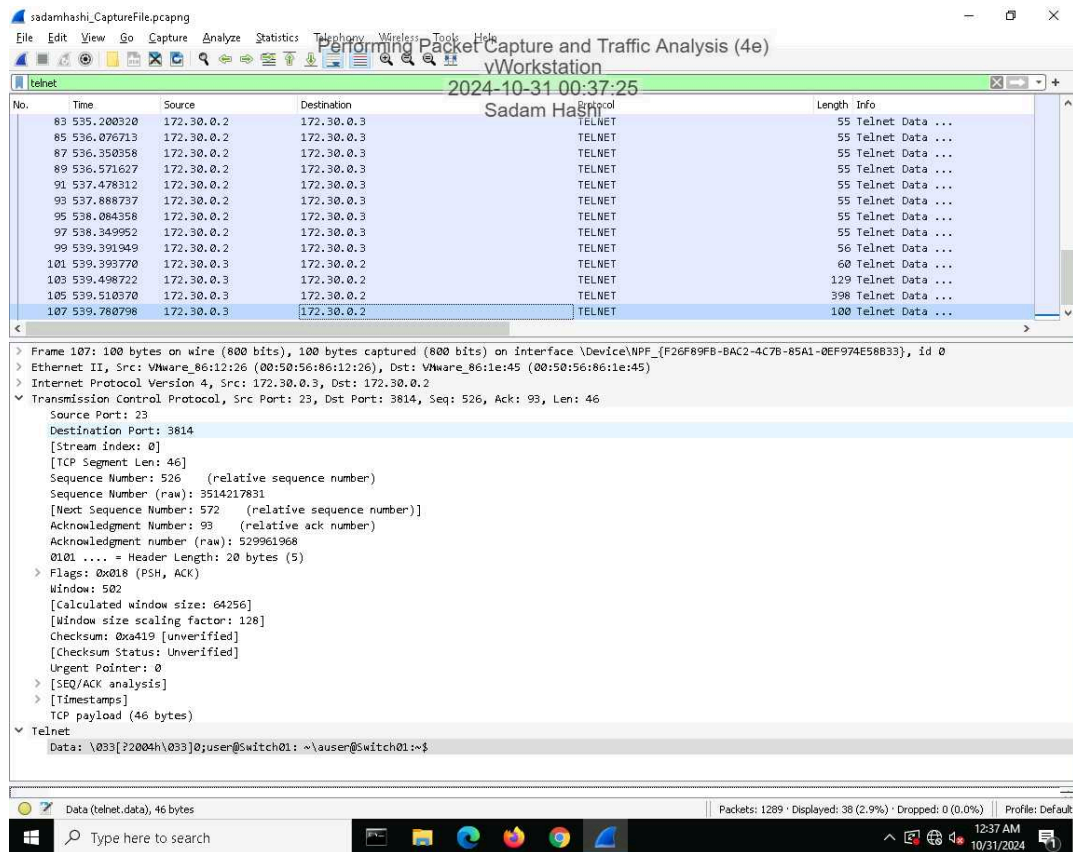 sadamhashi_CaptureFile.pcapng
File Edit View Go Capture Analyze Statistics Telephony Wireless Tools Help
Performing Packet Capture and Traffic Analysis (4e)
vWorkstation
2024-10-31 00:37:25
Sadam Hashi
telnet
No. Time Source Destination Protocol Length Info
83 535.200320 172.30.0.2 172.30.0.3 TELNET 55 Telnet Data ...
85 536.076713 172.30.0.2 172.30.0.3 TELNET 55 Telnet Data ...
87 536.350358 172.30.0.2 172.30.0.3 TELNET 55 Telnet Data ...
89 536.571627 172.30.0.2 172.30.0.3 TELNET 55 Telnet Data ...
91 537.478312 172.30.0.2 172.30.0.3 TELNET 55 Telnet Data ...
93 537.888737 172.30.0.2 172.30.0.3 TELNET 55 Telnet Data ...
95 538.084358 172.30.0.2 172.30.0.3 TELNET 55 Telnet Data ...
97 538.349952 172.30.0.2 172.30.0.3 TELNET 55 Telnet Data ...
99 539.391949 172.30.0.2 172.30.0.3 TELNET 56 Telnet Data ...
101 539.393770 172.30.0.3 172.30.0.2 TELNET 60 Telnet Data ...
103 539.498722 172.30.0.3 172.30.0.2 TELNET 129 Telnet Data ...
105 539.510370 172.30.0.3 172.30.0.2 TELNET 398 Telnet Data ...
107 539.780798 172.30.0.3 172.30.0.2 TELNET 100 Telnet Data ...
Frame 107: 100 bytes on wire (800 bits), 100 bytes captured (800 bits) on interface \Device\NPF_{F26F89FB-BAC2-4C7B-85A1-0EF974E58B33}, id 0
Ethernet II, Src: VMware_86:12:26 (00:50:56:86:12:26), Dst: VMware_86:1e:45 (00:50:56:86:1e:45)
Internet Protocol Version 4, Src: 172.30.0.3, Dst: 172.30.0.2
Transmission Control Protocol, Src Port: 23, Dst Port: 3814, Seq: 526, Ack: 93, Len: 46
Source Port: 23
Destination Port: 3814
[Stream index: 0]
[TCP Segment Len: 46]
Sequence Number: 526 (relative sequence number)
Sequence Number (raw): 3514217831
[Next Sequence Number: 572 (relative sequence number)]
Acknowledgment Number: 93 (relative ack number)
Acknowledgment number (raw): 529961968
0101 .... = Header Length: 20 bytes (5)
Flags: 0x018 (PSH, ACK)
Window: 502
[Calculated window size: 64256]
[Window size scaling factor: 128]
Checksum: 0xa419 [unverified]
[Checksum Status: Unverified]
Urgent Pointer: 0
[SEQ/ACK analysis]
[Timestamps]
TCP payload (46 bytes)
Telnet
Data: \033[?2004h\033]0;user@Switch01: ~\auser@Switch01:~$
Data (telnet.data), 46 bytes
Packets: 1289 · Displayed: 38 (2.9%) · Dropped: 0 (0.0%) Profile: Default
Type here to search
12:37 AM
10/31/2024